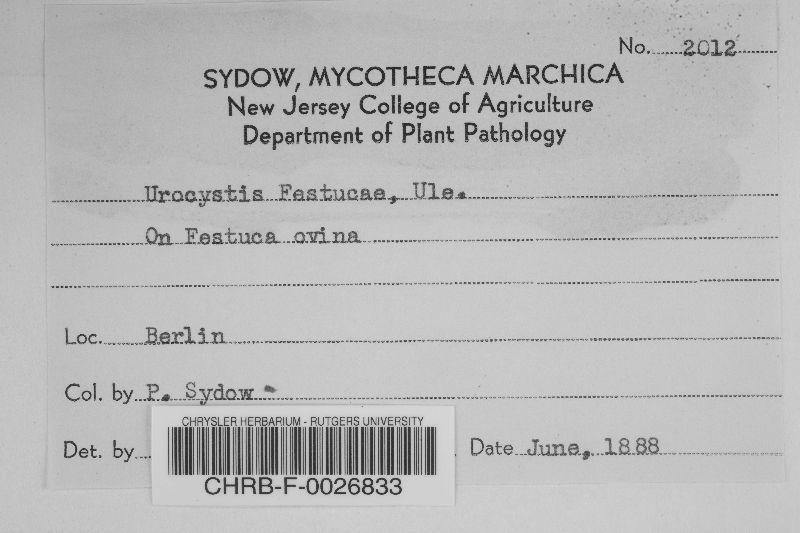 No. 2012
SYDOW, MYCOTHECA MARCHICA
New Jersey College of Agriculture
Department of Plant Pathology
Urocystis Festucae, Ule.
On Festuca ovina
Loc. Berlin
Col. by P. Sydow
Det. by
Date June, 1888
CHRYSLER HERBARIUM - RUTGERS UNIVERSITY
CHRB-F-0026833